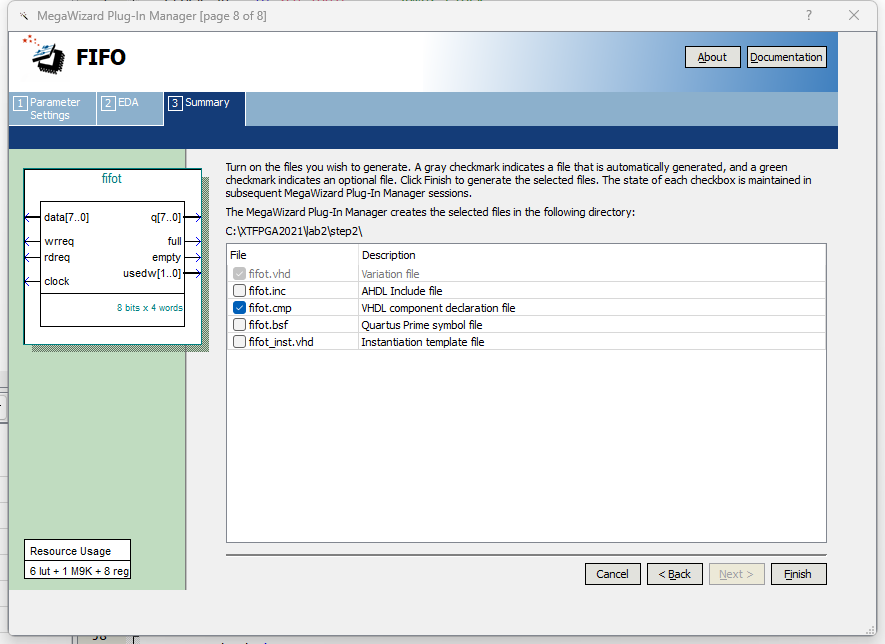 MegaWizard Plug-In Manager [page 8 of 8]
?
FIFO
About
Documentation
1 Parameter Settings
2 EDA
3 Summary
fifot
data[7..0]
q[7..0]
wrreq
full
rdreq
empty
usedw[1..0]
clock
8 bits x 4 words
Resource Usage
6 lut + 1 M9K + 8 reg
Turn on the files you wish to generate. A gray checkmark indicates a file that is automatically generated, and a green
checkmark indicates an optional file. Click Finish to generate the selected files. The state of each checkbox is maintained in
subsequent MegaWizard Plug-In Manager sessions.
The MegaWizard Plug-In Manager creates the selected files in the following directory:
C:\XTFPGA2021\lab2\step2\
File Description
fifot.vhd Variation file
fifot.inc AHDL Include file
fifot.cmp VHDL component declaration file
fifot.bsf Quartus Prime symbol file
fifot_inst.vhd Instantiation template file
Cancel
< Back
Next >
Finish